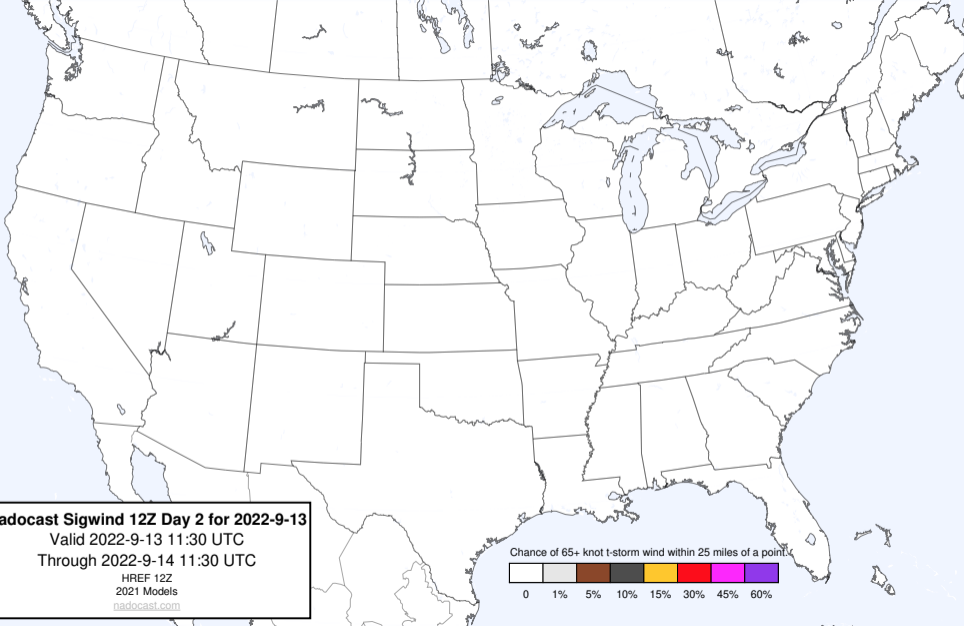 adocast Sigwind 12Z Day 2 for 2022-9-13
Valid 2022-9-13 11:30 UTC
Through 2022-9-14 11:30 UTC
HREF 12Z
2021 Models
nadocast.com
Chance of 65+ knot t-storm wind within 25 miles of a point.
0 1% 5% 10% 15% 30% 45% 60%